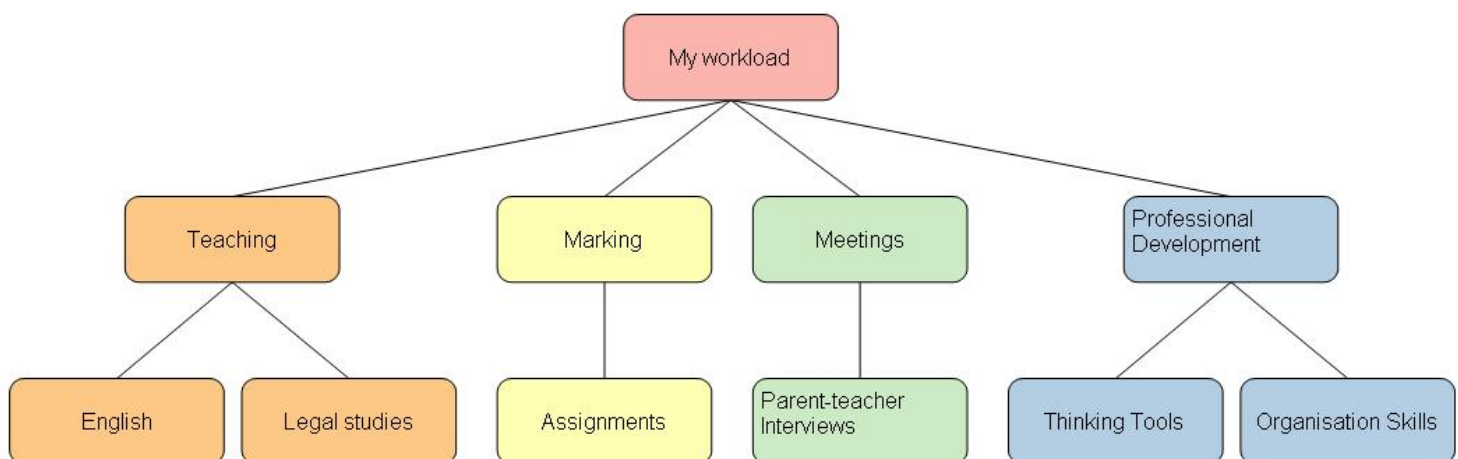 My workload
Teaching
Marking
Meetings
Professional
Development
English
Legal studies
Assignments
Parent-teacher
Interviews
Thinking Tools
Organisation Skills